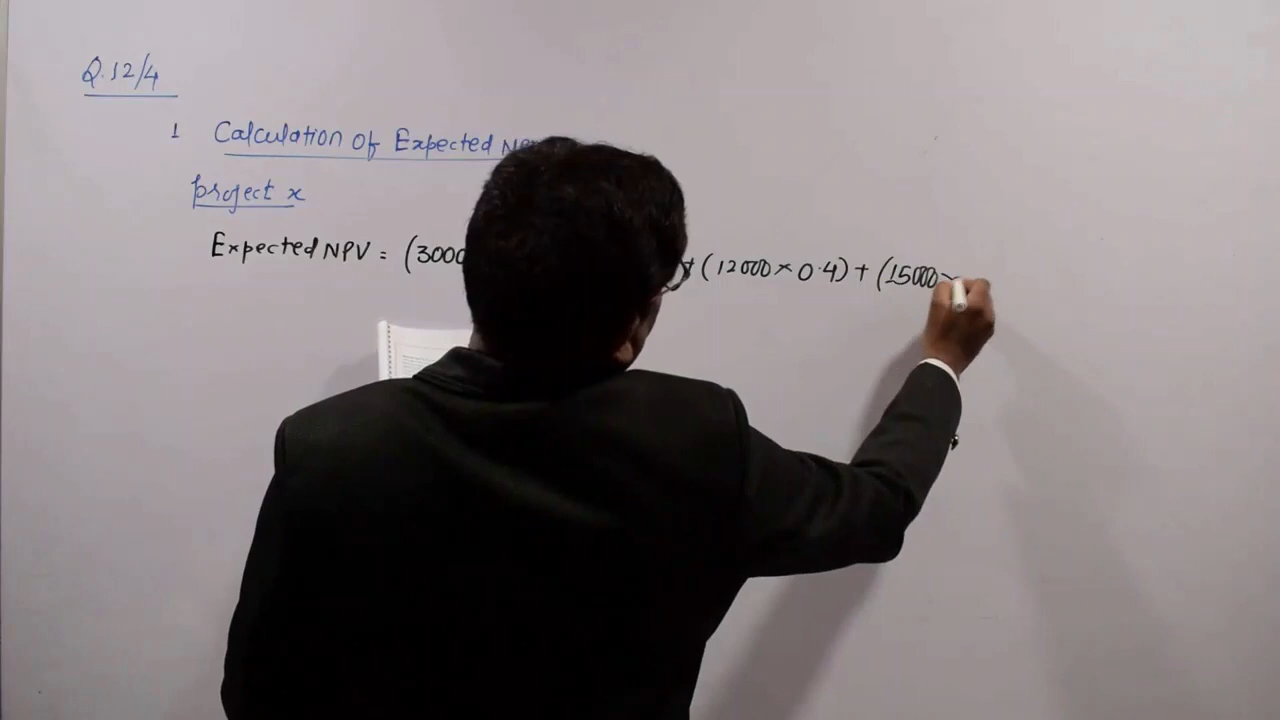 Q.12/4
1 Calculation of Expected
project x
Expected NPV = (3000 + (12000 × 0.4) + (15000 ×